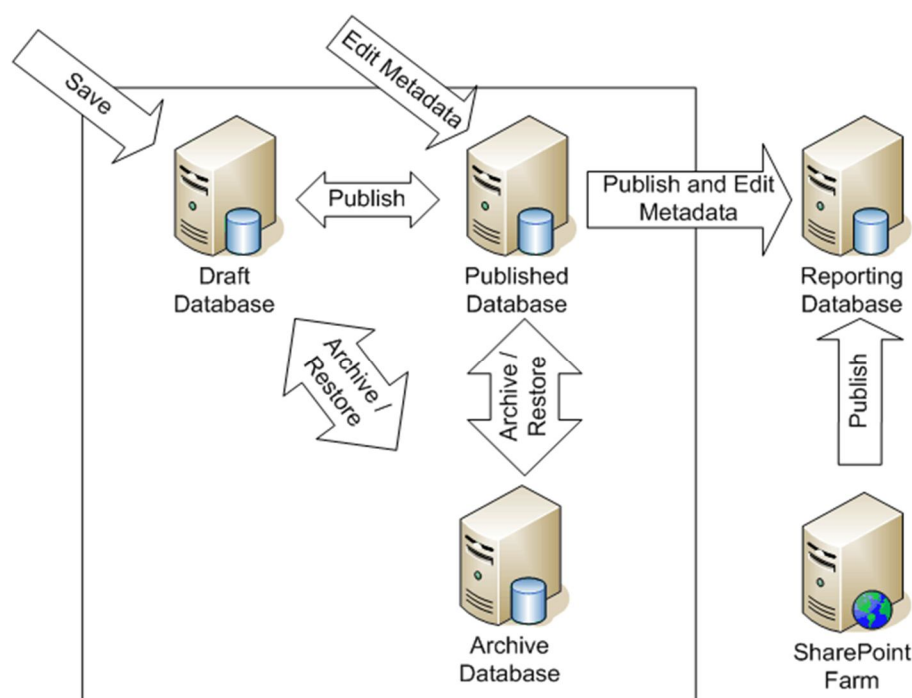 Save
Edit Metadata
Publish
Publish and Edit
Metadata
Draft
Database
Published
Database
Reporting
Database
Archive /
Restore
Archive /
Restore
Publish
Archive
Database
SharePoint
Farm